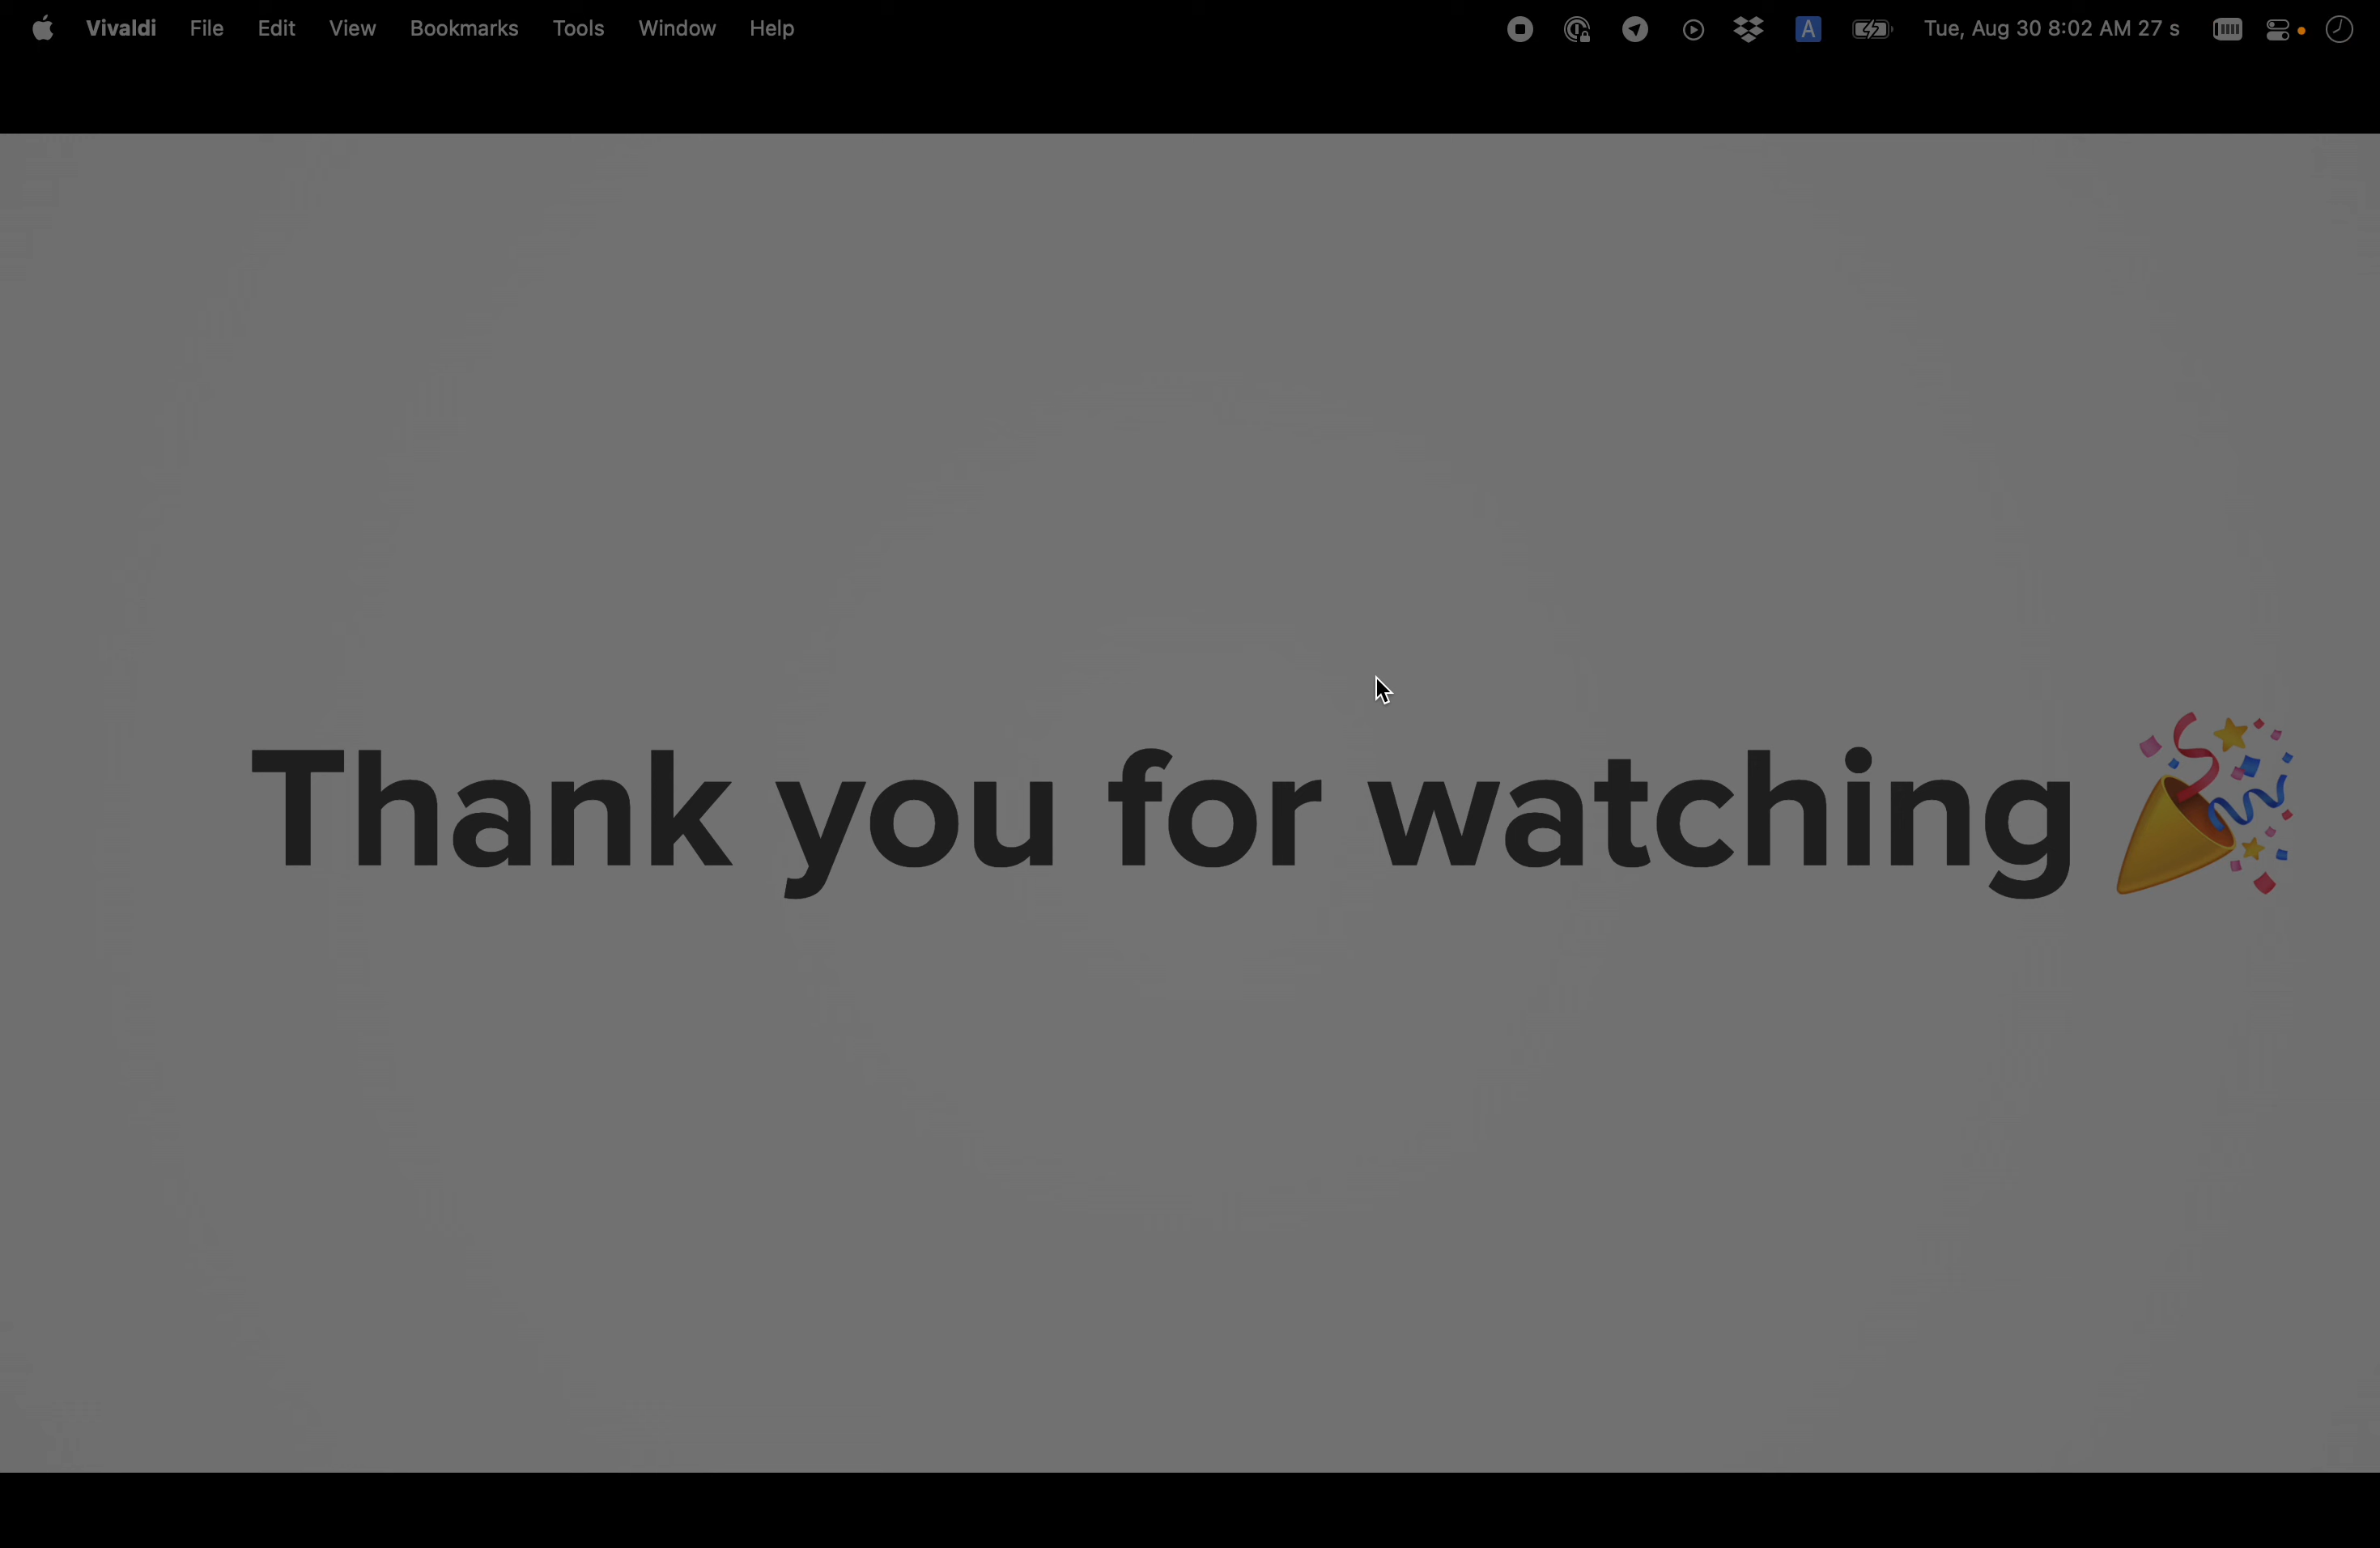 Vivaldi File Edit View Bookmarks Tools Window Help A Tue, Aug 30 8:02 AM 27 s
Thank you for watching 🎉